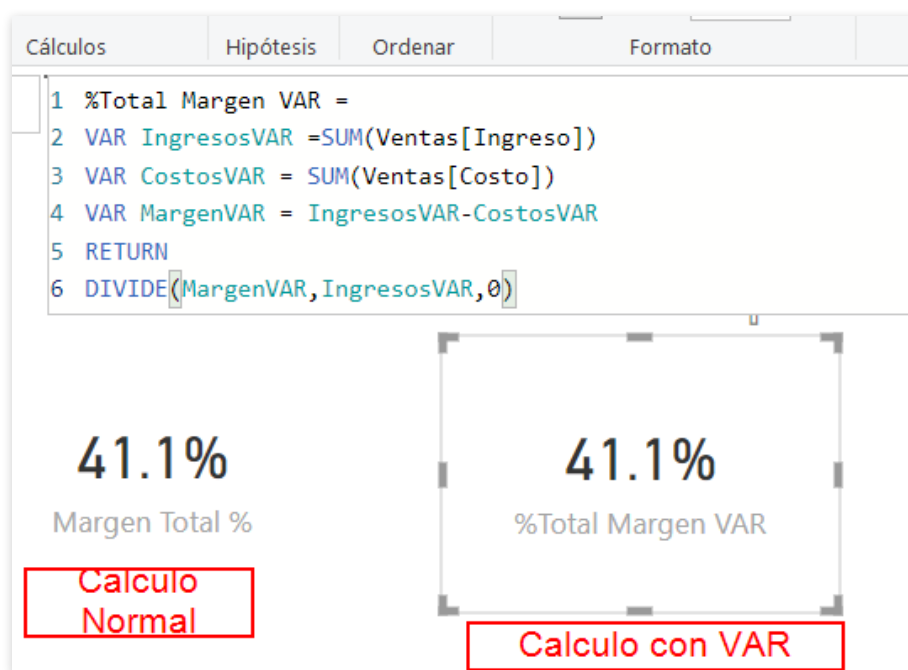 Cálculos Hipótesis Ordenar Formato
1 %Total Margen VAR =
2 VAR IngresosVAR =SUM(Ventas[Ingreso])
3 VAR CostosVAR = SUM(Ventas[Costo])
4 VAR MargenVAR = IngresosVAR-CostosVAR
5 RETURN
6 DIVIDE(MargenVAR,IngresosVAR,0)
41.1%
Margen Total %
Calculo
Normal
41.1%
%Total Margen VAR
Calculo con VAR